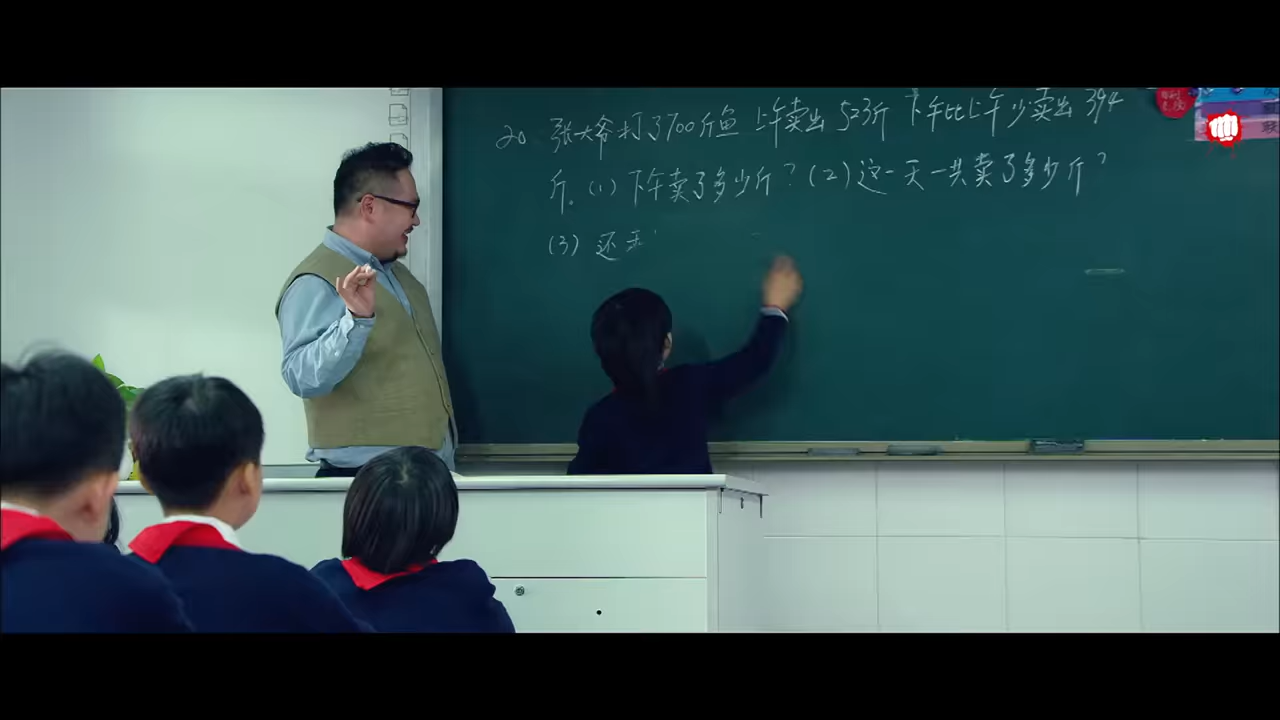 20 张大爷打了700斤鱼 上午卖出523斤 下午比上午少卖出394
斤。(1)下午卖了多少斤?(2)这一天一共卖了多少斤?
(3)还